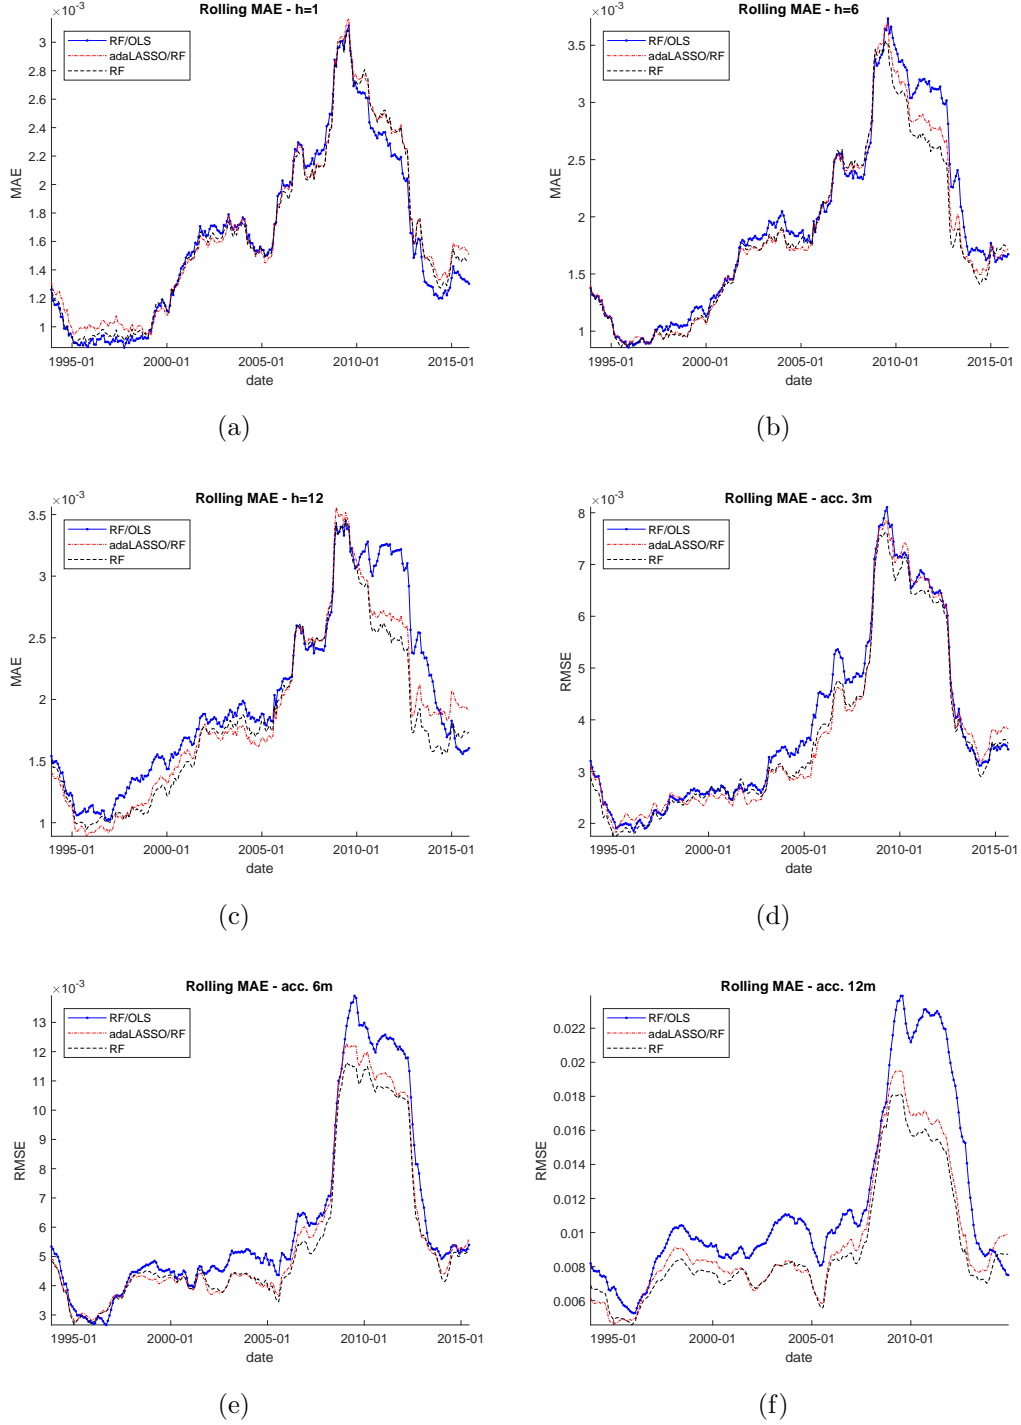 Rolling MAE - h=1
×10⁻³
RF/OLS
adaLASSO/RF
RF
3
2.8
2.6
2.4
2.2
2
1.8
1.6
1.4
1.2
1
MAE
1995-01 2000-01 2005-01 2010-01 2015-01
date
(a)
Rolling MAE - h=6
×10⁻³
RF/OLS
adaLASSO/RF
RF
3.5
3
2.5
2
1.5
1
MAE
1995-01 2000-01 2005-01 2010-01 2015-01
date
(b)
Rolling MAE - h=12
×10⁻³
RF/OLS
adaLASSO/RF
RF
3.5
3
2.5
2
1.5
1
MAE
1995-01 2000-01 2005-01 2010-01 2015-01
date
(c)
Rolling MAE - acc. 3m
×10⁻³
RF/OLS
adaLASSO/RF
RF
8
7
6
5
4
3
2
RMSE
1995-01 2000-01 2005-01 2010-01 2015-01
date
(d)
Rolling MAE - acc. 6m
×10⁻³
RF/OLS
adaLASSO/RF
RF
13
12
11
10
9
8
7
6
5
4
3
RMSE
1995-01 2000-01 2005-01 2010-01 2015-01
date
(e)
Rolling MAE - acc. 12m
RF/OLS
adaLASSO/RF
RF
0.022
0.02
0.018
0.016
0.014
0.012
0.01
0.008
0.006
RMSE
1995-01 2000-01 2005-01 2010-01
date
(f)